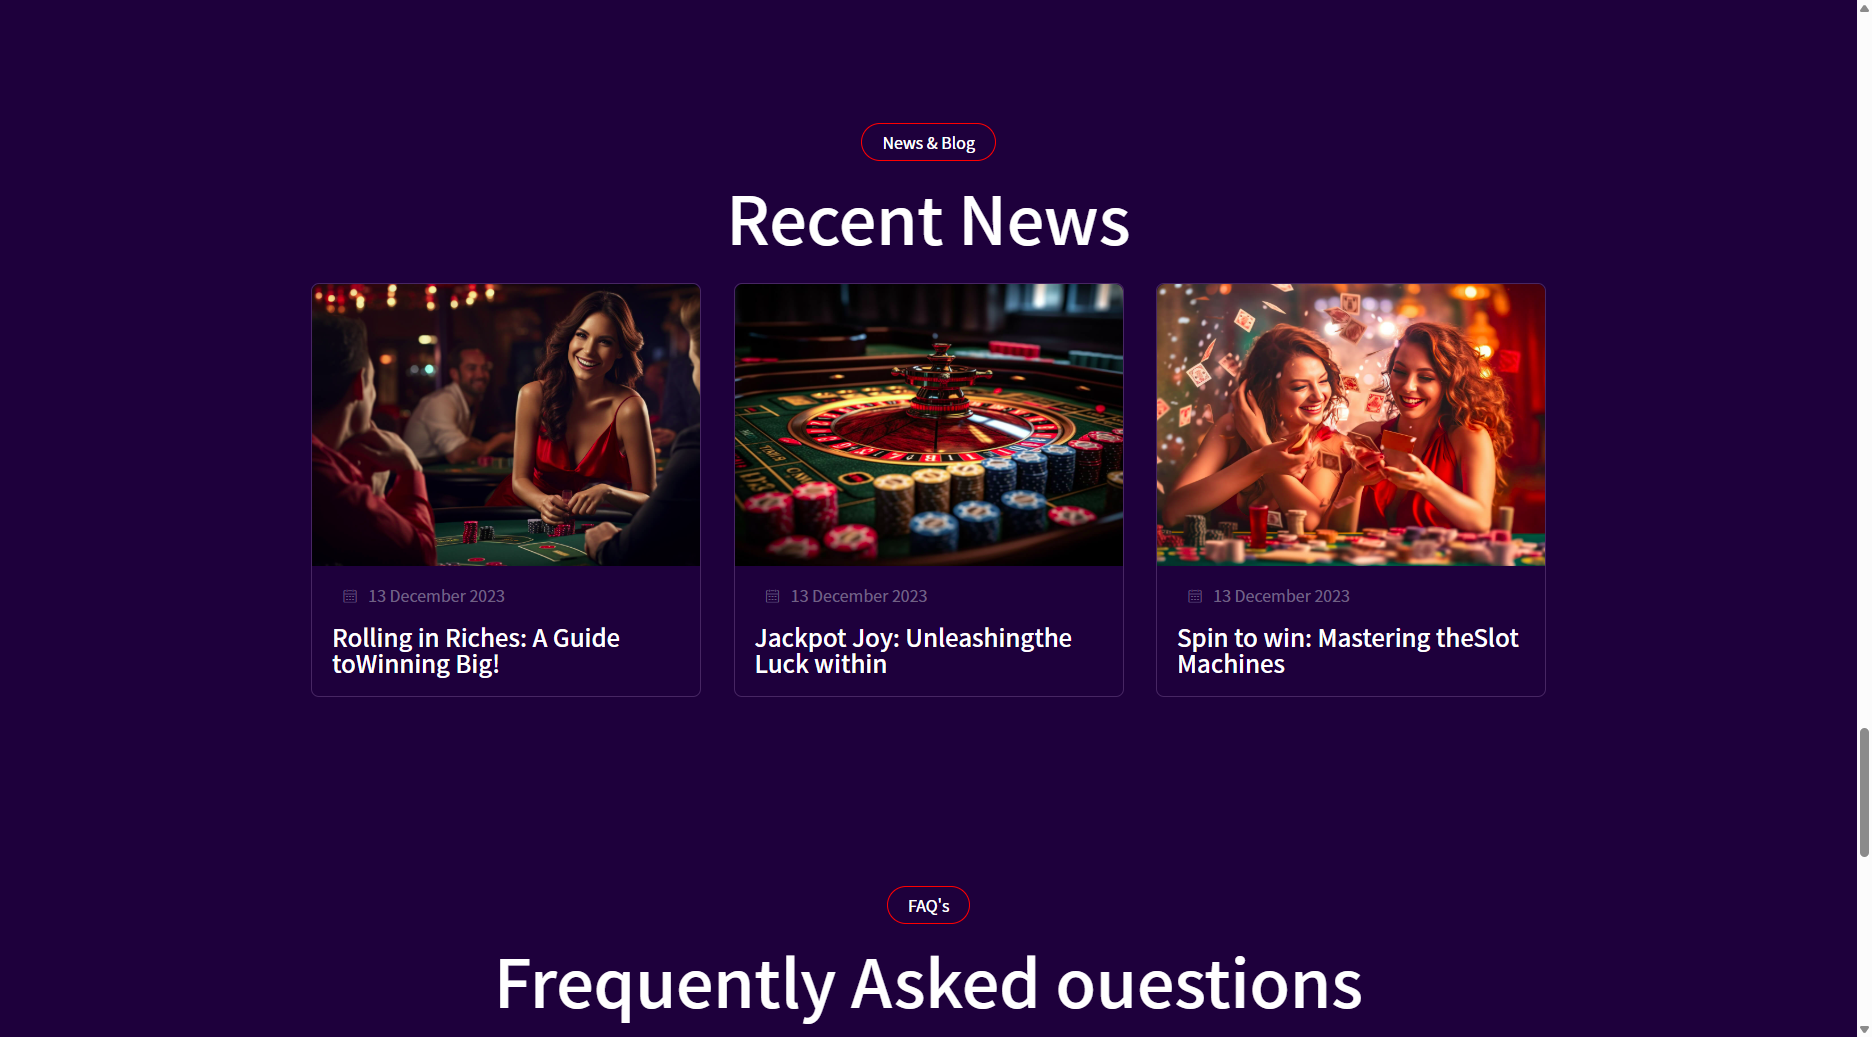 News & Blog
Recent News
13 December 2023
Rolling in Riches: A Guide
toWinning Big!
13 December 2023
Jackpot Joy: Unleashingthe
Luck within
13 December 2023
Spin to win: Mastering theSlot
Machines
FAQ's
Frequently Asked ouestions